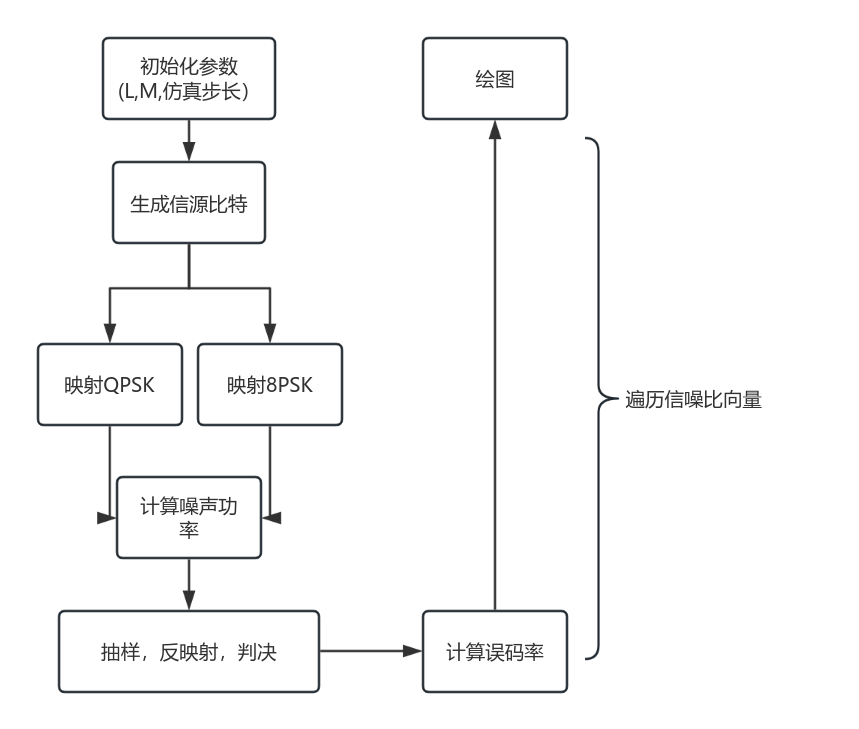 初始化参数
(L,M,仿真步长）
生成信源比特
映射QPSK
映射8PSK
计算噪声功
率
抽样，反映射，判决
计算误码率
绘图
遍历信噪比向量